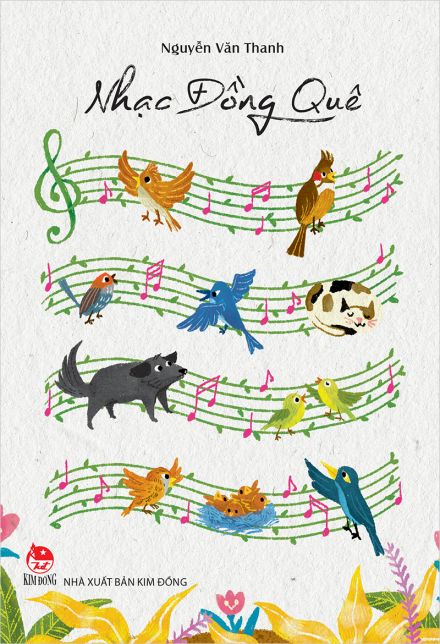 Nguyễn Văn Thanh
Nhạc Đồng Quê
KIM ĐỒNG
NHÀ XUẤT BẢN KIM ĐỒNG